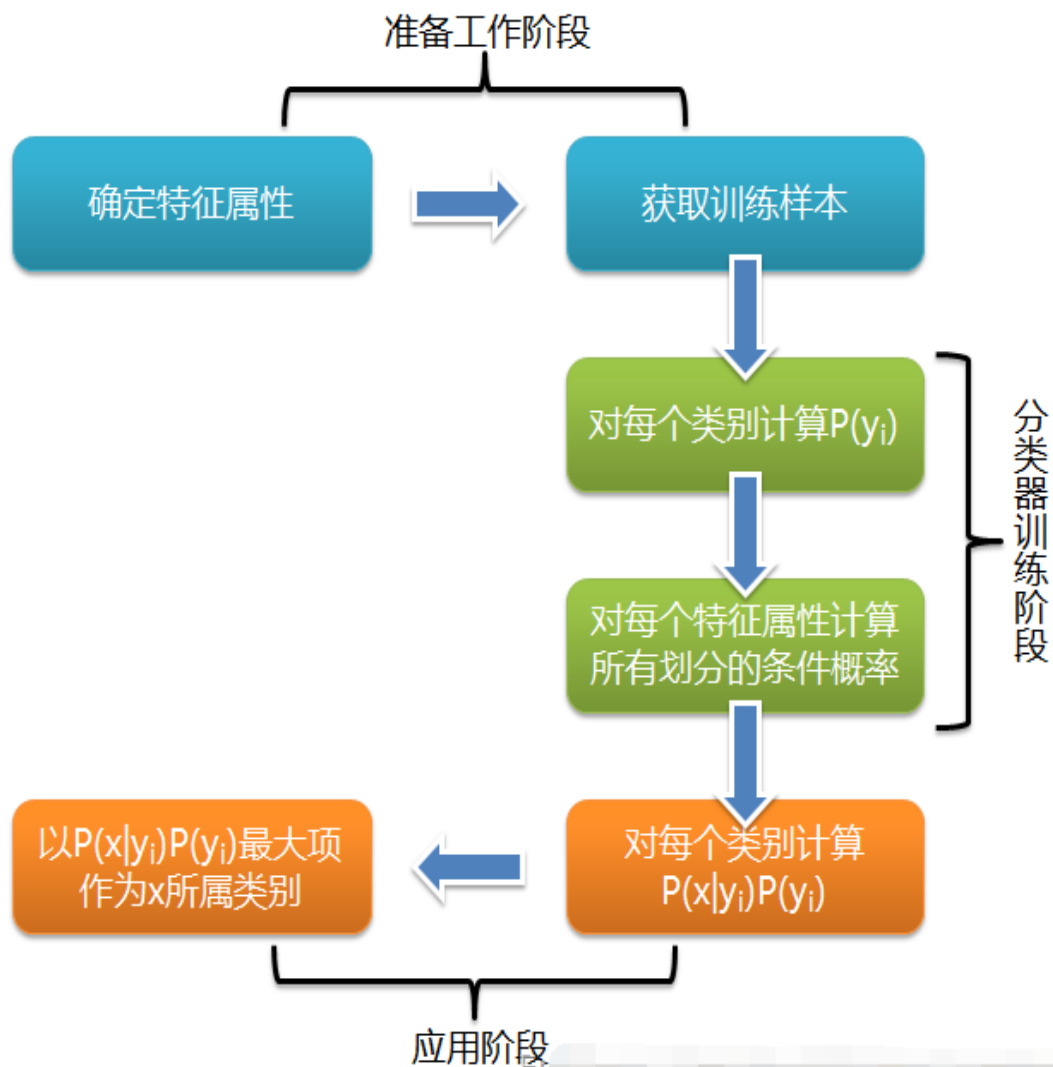 准备工作阶段
确定特征属性
获取训练样本
对每个类别计算P(yᵢ)
对每个特征属性计算
所有划分的条件概率
分类器训练阶段
对每个类别计算
P(x|yᵢ)P(yᵢ)
以P(x|yᵢ)P(yᵢ)最大项
作为x所属类别
应用阶段